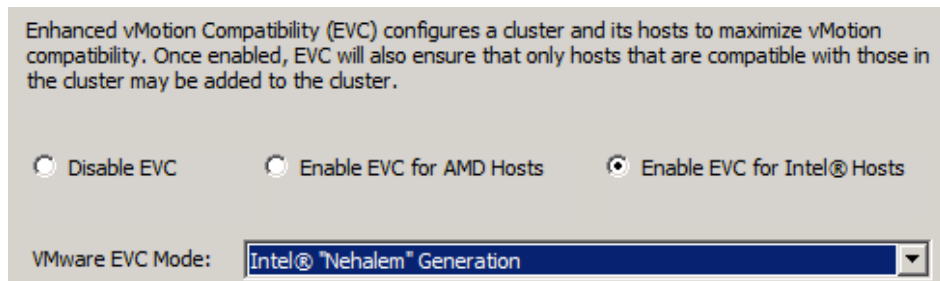 Enhanced vMotion Compatibility (EVC) configures a cluster and its hosts to maximize vMotion
compatibility. Once enabled, EVC will also ensure that only hosts that are compatible with those in
the cluster may be added to the cluster.
Disable EVC Enable EVC for AMD Hosts Enable EVC for Intel® Hosts
VMware EVC Mode: Intel® "Nehalem" Generation